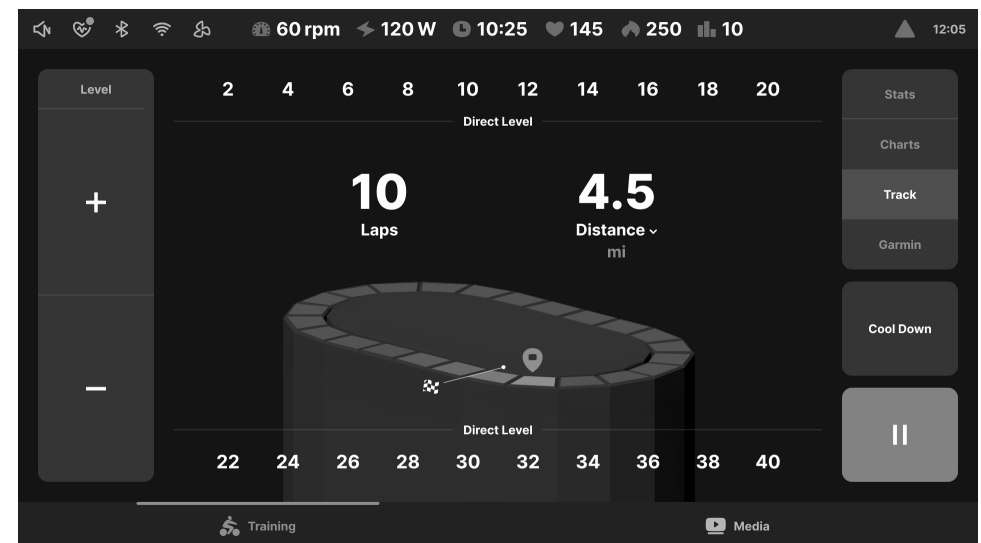 60 rpm 120 W 10:25 145 250 10 12:05
Level
2 4 6 8 10 12 14 16 18 20
Direct Level
+
10
Laps
4.5
Distance
mi
−
Direct Level
22 24 26 28 30 32 34 36 38 40
Stats
Charts
Track
Garmin
Cool Down
Training
Media